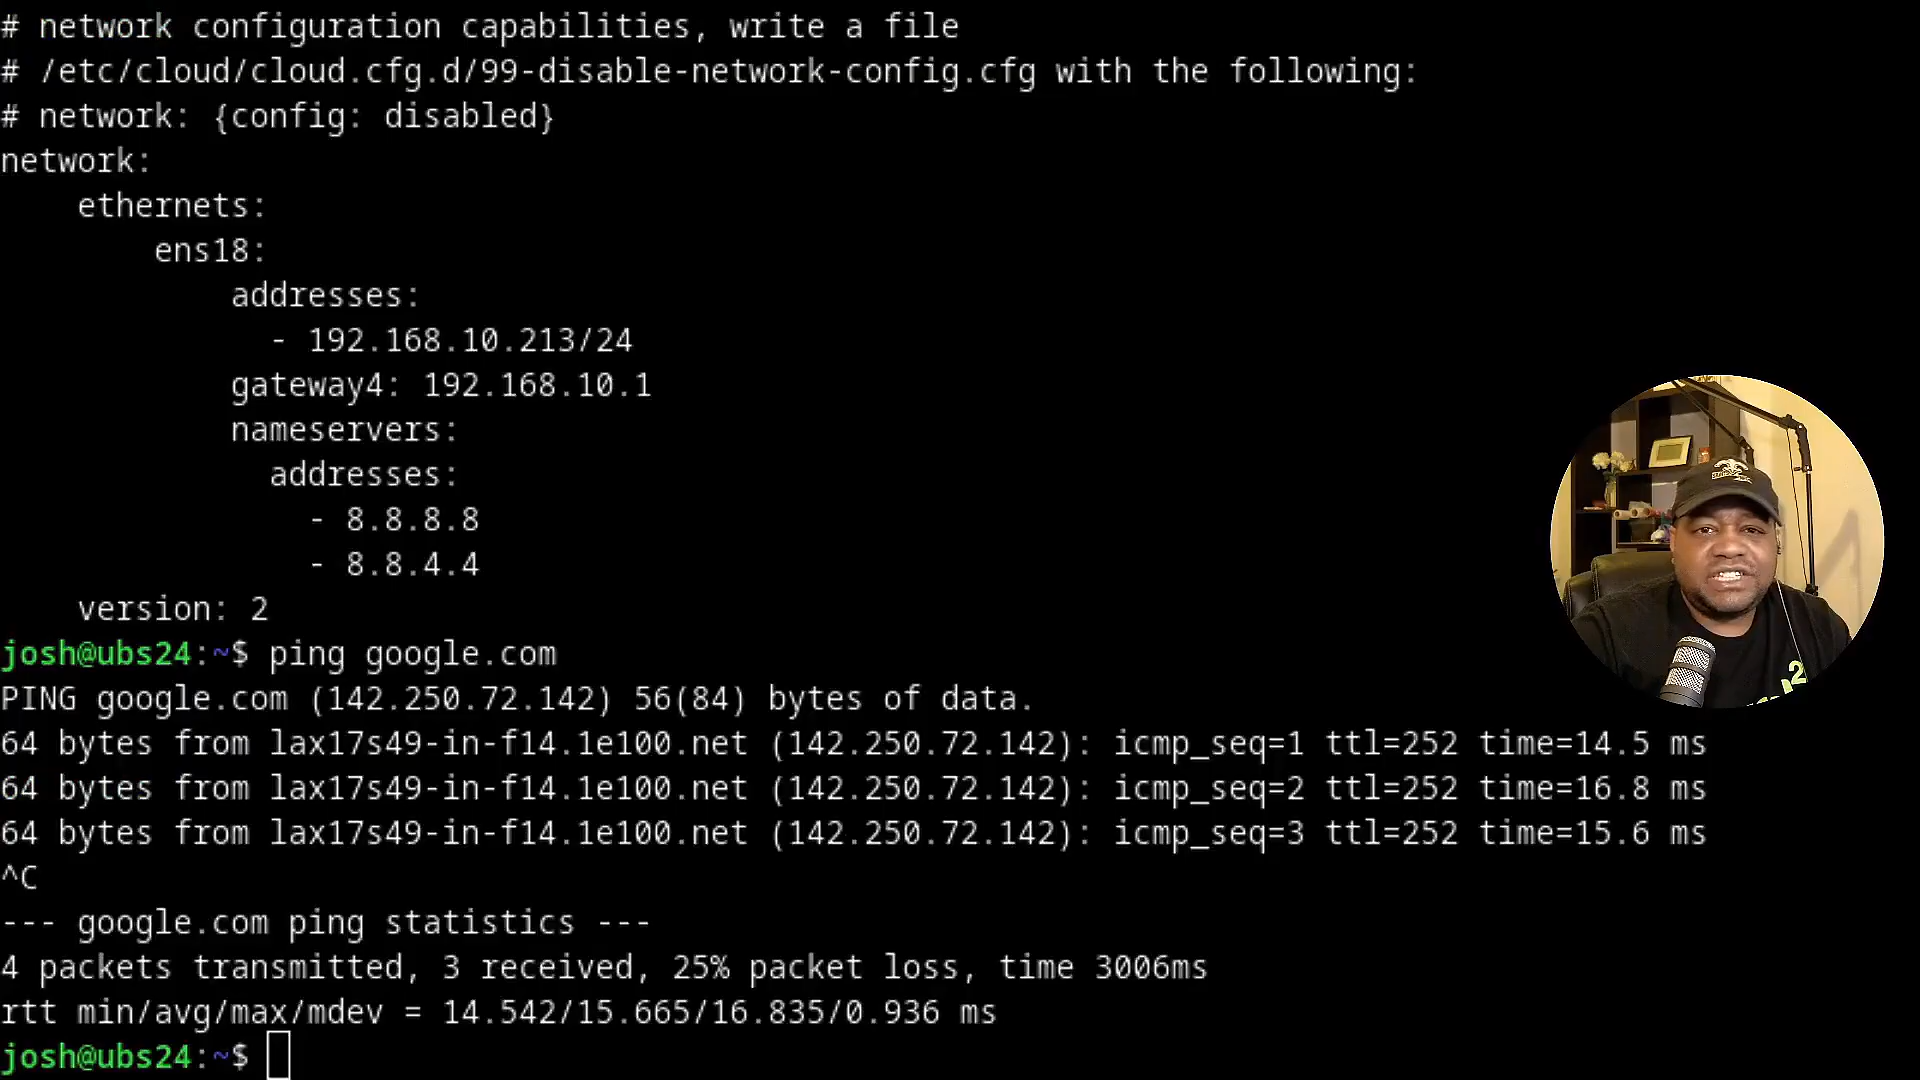 # network configuration capabilities, write a file
# /etc/cloud/cloud.cfg.d/99-disable-network-config.cfg with the following:
# network: {config: disabled}
network:
    ethernets:
        ens18:
            addresses:
              - 192.168.10.213/24
            gateway4: 192.168.10.1
            nameservers:
              addresses:
                - 8.8.8.8
                - 8.8.4.4
    version: 2
josh@ubs24:~$ ping google.com
PING google.com (142.250.72.142) 56(84) bytes of data.
64 bytes from lax17s49-in-f14.1e100.net (142.250.72.142): icmp_seq=1 ttl=252 time=14.5 ms
64 bytes from lax17s49-in-f14.1e100.net (142.250.72.142): icmp_seq=2 ttl=252 time=16.8 ms
64 bytes from lax17s49-in-f14.1e100.net (142.250.72.142): icmp_seq=3 ttl=252 time=15.6 ms
^C
--- google.com ping statistics ---
4 packets transmitted, 3 received, 25% packet loss, time 3006ms
rtt min/avg/max/mdev = 14.542/15.665/16.835/0.936 ms
josh@ubs24:~$